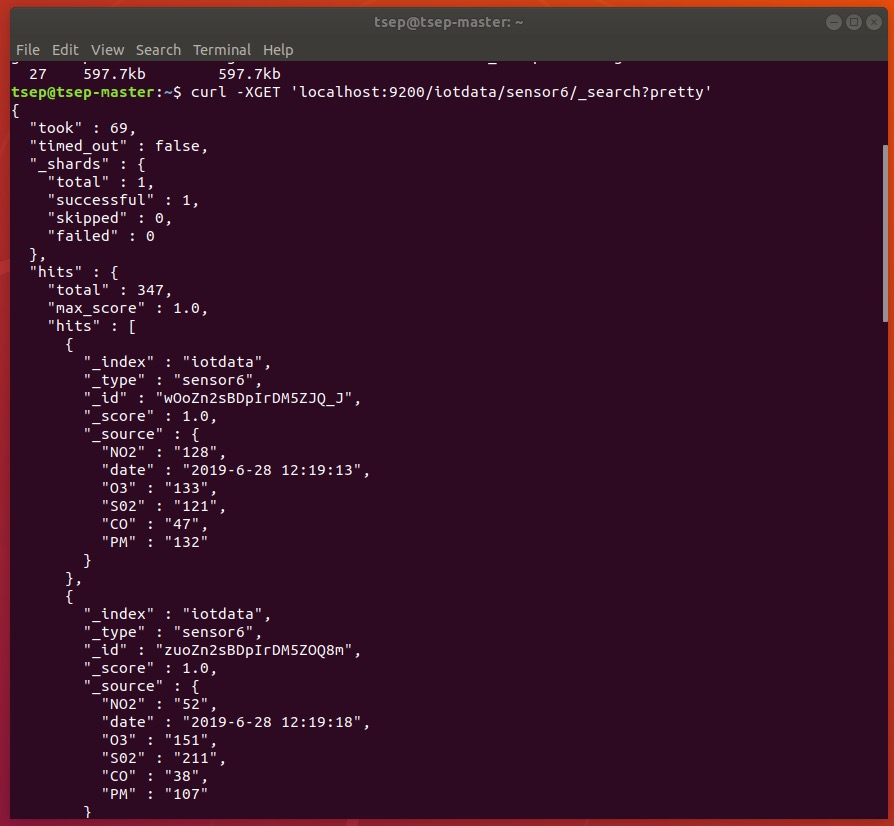 tsep@tsep-master: ~
File Edit View Search Terminal Help
27 597.7kb 597.7kb
tsep@tsep-master:~$ curl -XGET 'localhost:9200/iotdata/sensor6/_search?pretty'
{
"took" : 69,
"timed_out" : false,
"_shards" : {
"total" : 1,
"successful" : 1,
"skipped" : 0,
"failed" : 0
},
"hits" : {
"total" : 347,
"max_score" : 1.0,
"hits" : [
{
"_index" : "iotdata",
"_type" : "sensor6",
"_id" : "wOoZn2sBDpIrDM5ZJQ_J",
"_score" : 1.0,
"_source" : {
"NO2" : "128",
"date" : "2019-6-28 12:19:13",
"O3" : "133",
"S02" : "121",
"CO" : "47",
"PM" : "132"
}
},
{
"_index" : "iotdata",
"_type" : "sensor6",
"_id" : "zuoZn2sBDpIrDM5ZOQ8m",
"_score" : 1.0,
"_source" : {
"NO2" : "52",
"date" : "2019-6-28 12:19:18",
"O3" : "151",
"S02" : "211",
"CO" : "38",
"PM" : "107"
}